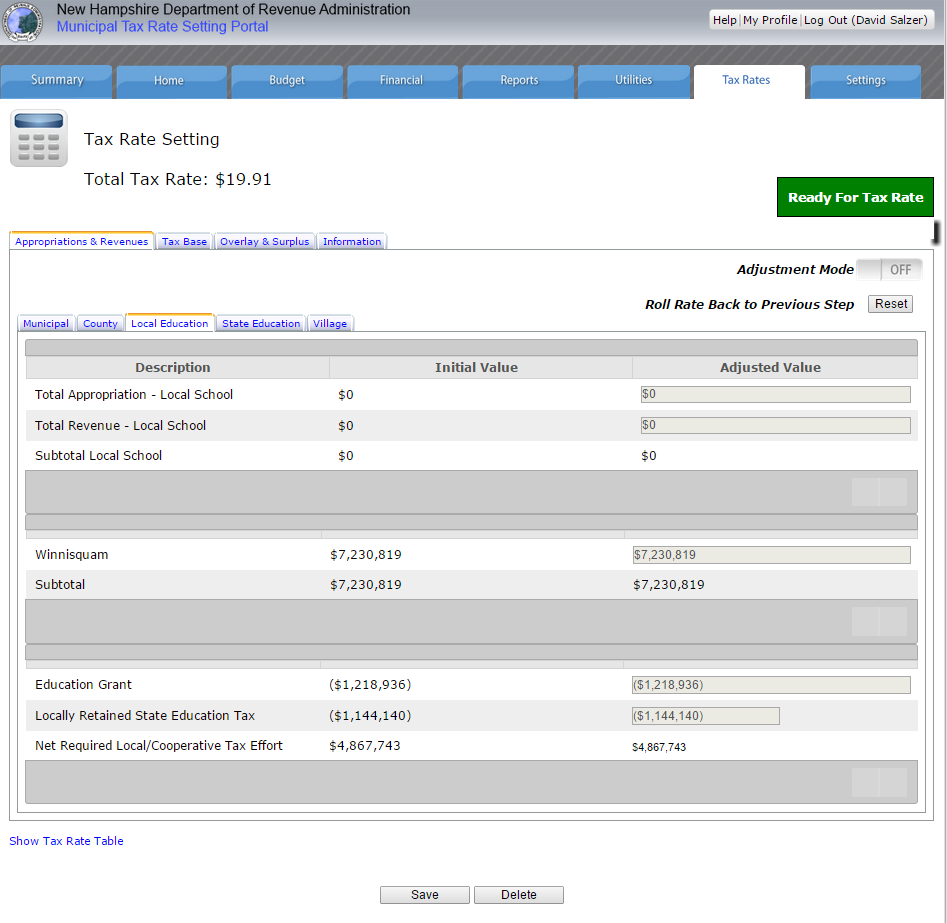 New Hampshire Department of Revenue Administration
Municipal Tax Rate Setting Portal
Help | My Profile | Log Out (David Salzer)
Summary Home Budget Financial Reports Utilities Tax Rates Settings
Tax Rate Setting
Total Tax Rate: $19.91
Ready For Tax Rate
Appropriations & Revenues Tax Base Overlay & Surplus Information
Adjustment Mode OFF
Roll Rate Back to Previous Step Reset
Municipal County Local Education State Education Village
Description Initial Value Adjusted Value
Total Appropriation - Local School $0 $0
Total Revenue - Local School $0 $0
Subtotal Local School $0 $0
Winnisquam $7,230,819 $7,230,819
Subtotal $7,230,819 $7,230,819
Education Grant ($1,218,936) ($1,218,936)
Locally Retained State Education Tax ($1,144,140) ($1,144,140)
Net Required Local/Cooperative Tax Effort $4,867,743 $4,867,743
Show Tax Rate Table
Save Delete